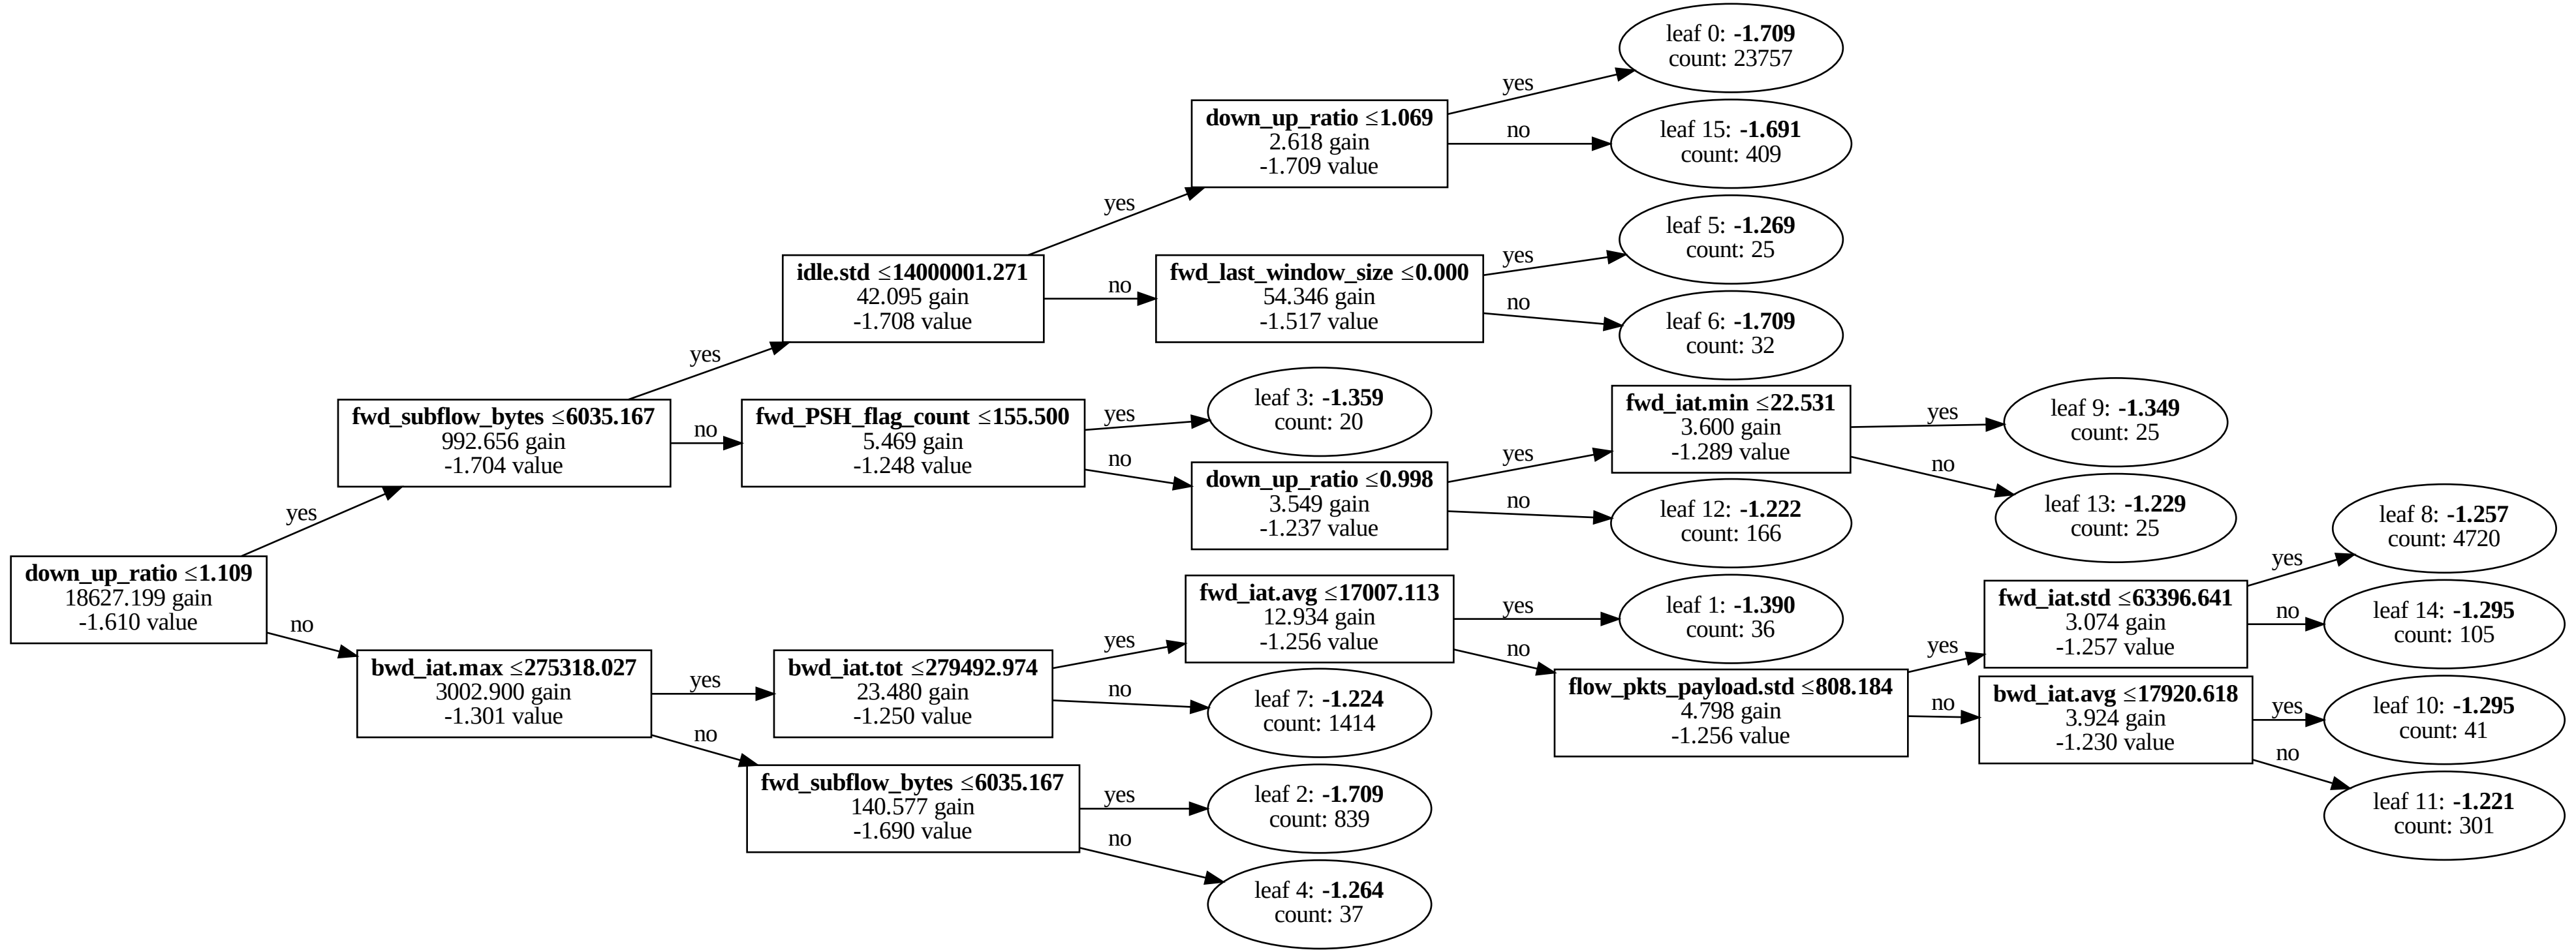 down_up_ratio ≤1.109
18627.199 gain
-1.610 value
yes
no
fwd_subflow_bytes ≤6035.167
992.656 gain
-1.704 value
yes
no
bwd_iat.max ≤275318.027
3002.900 gain
-1.301 value
yes
no
idle.std ≤14000001.271
42.095 gain
-1.708 value
yes
no
fwd_PSH_flag_count ≤155.500
5.469 gain
-1.248 value
yes
no
bwd_iat.tot ≤279492.974
23.480 gain
-1.250 value
yes
no
fwd_subflow_bytes ≤6035.167
140.577 gain
-1.690 value
yes
no
down_up_ratio ≤1.069
2.618 gain
-1.709 value
yes
no
fwd_last_window_size ≤0.000
54.346 gain
-1.517 value
yes
no
leaf 3: -1.359
count: 20
down_up_ratio ≤0.998
3.549 gain
-1.237 value
yes
no
fwd_iat.avg ≤17007.113
12.934 gain
-1.256 value
yes
no
leaf 7: -1.224
count: 1414
leaf 2: -1.709
count: 839
leaf 4: -1.264
count: 37
leaf 0: -1.709
count: 23757
leaf 15: -1.691
count: 409
leaf 5: -1.269
count: 25
leaf 6: -1.709
count: 32
fwd_iat.min ≤22.531
3.600 gain
-1.289 value
yes
no
leaf 12: -1.222
count: 166
leaf 1: -1.390
count: 36
flow_pkts_payload.std ≤808.184
4.798 gain
-1.256 value
yes
no
leaf 9: -1.349
count: 25
leaf 13: -1.229
count: 25
fwd_iat.std ≤63396.641
3.074 gain
-1.257 value
yes
no
bwd_iat.avg ≤17920.618
3.924 gain
-1.230 value
yes
no
leaf 8: -1.257
count: 4720
leaf 14: -1.295
count: 105
leaf 10: -1.295
count: 41
leaf 11: -1.221
count: 301